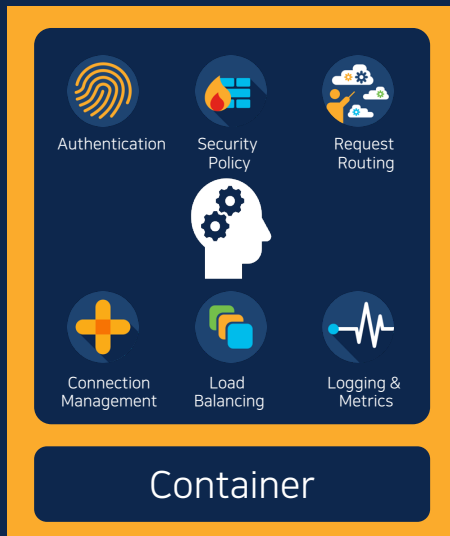 Authentication
Security
Policy
Request
Routing
Connection
Management
Load
Balancing
Logging &
Metrics
Container